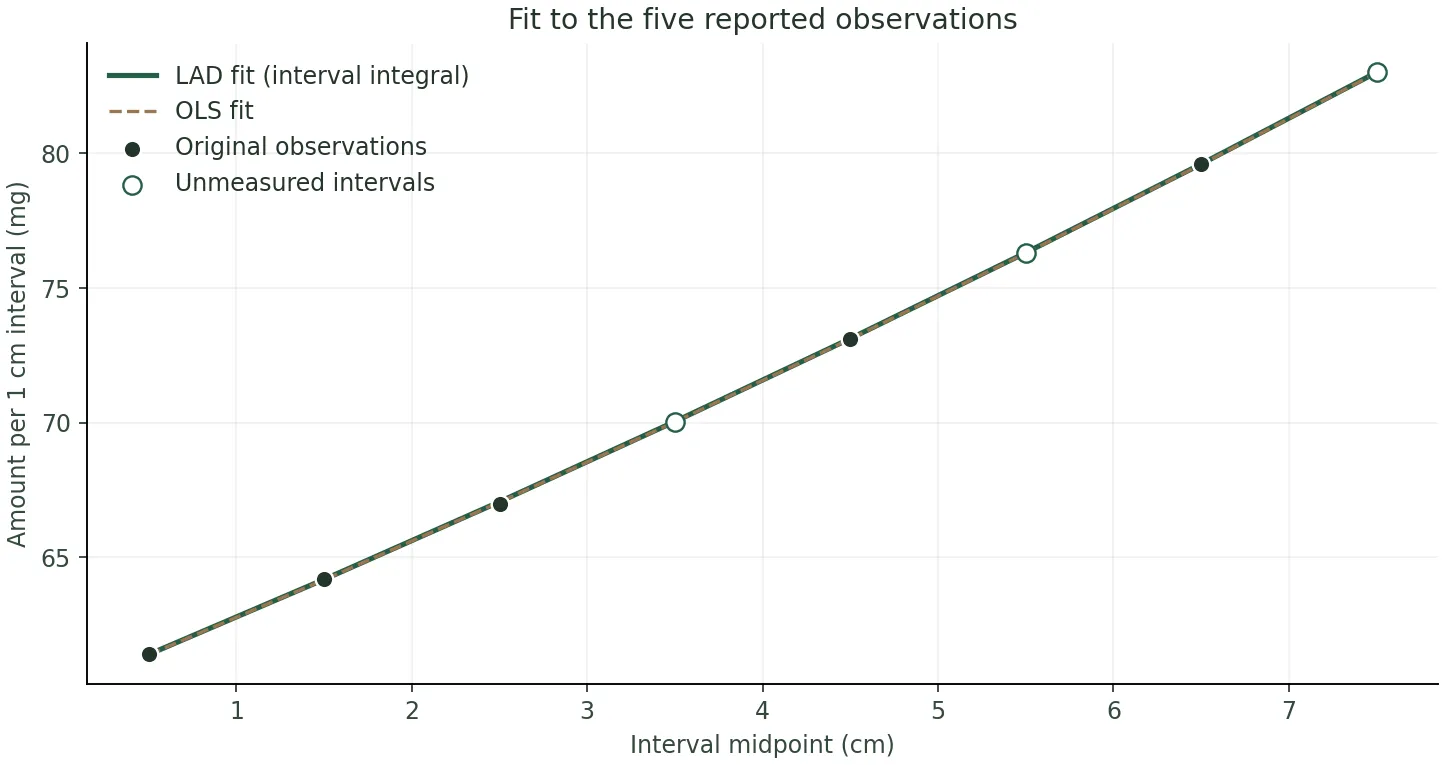 Fit to the five reported observations
LAD fit (interval integral)
OLS fit
Original observations
Unmeasured intervals
Amount per 1 cm interval (mg)
80
75
70
65
1 2 3 4 5 6 7
Interval midpoint (cm)